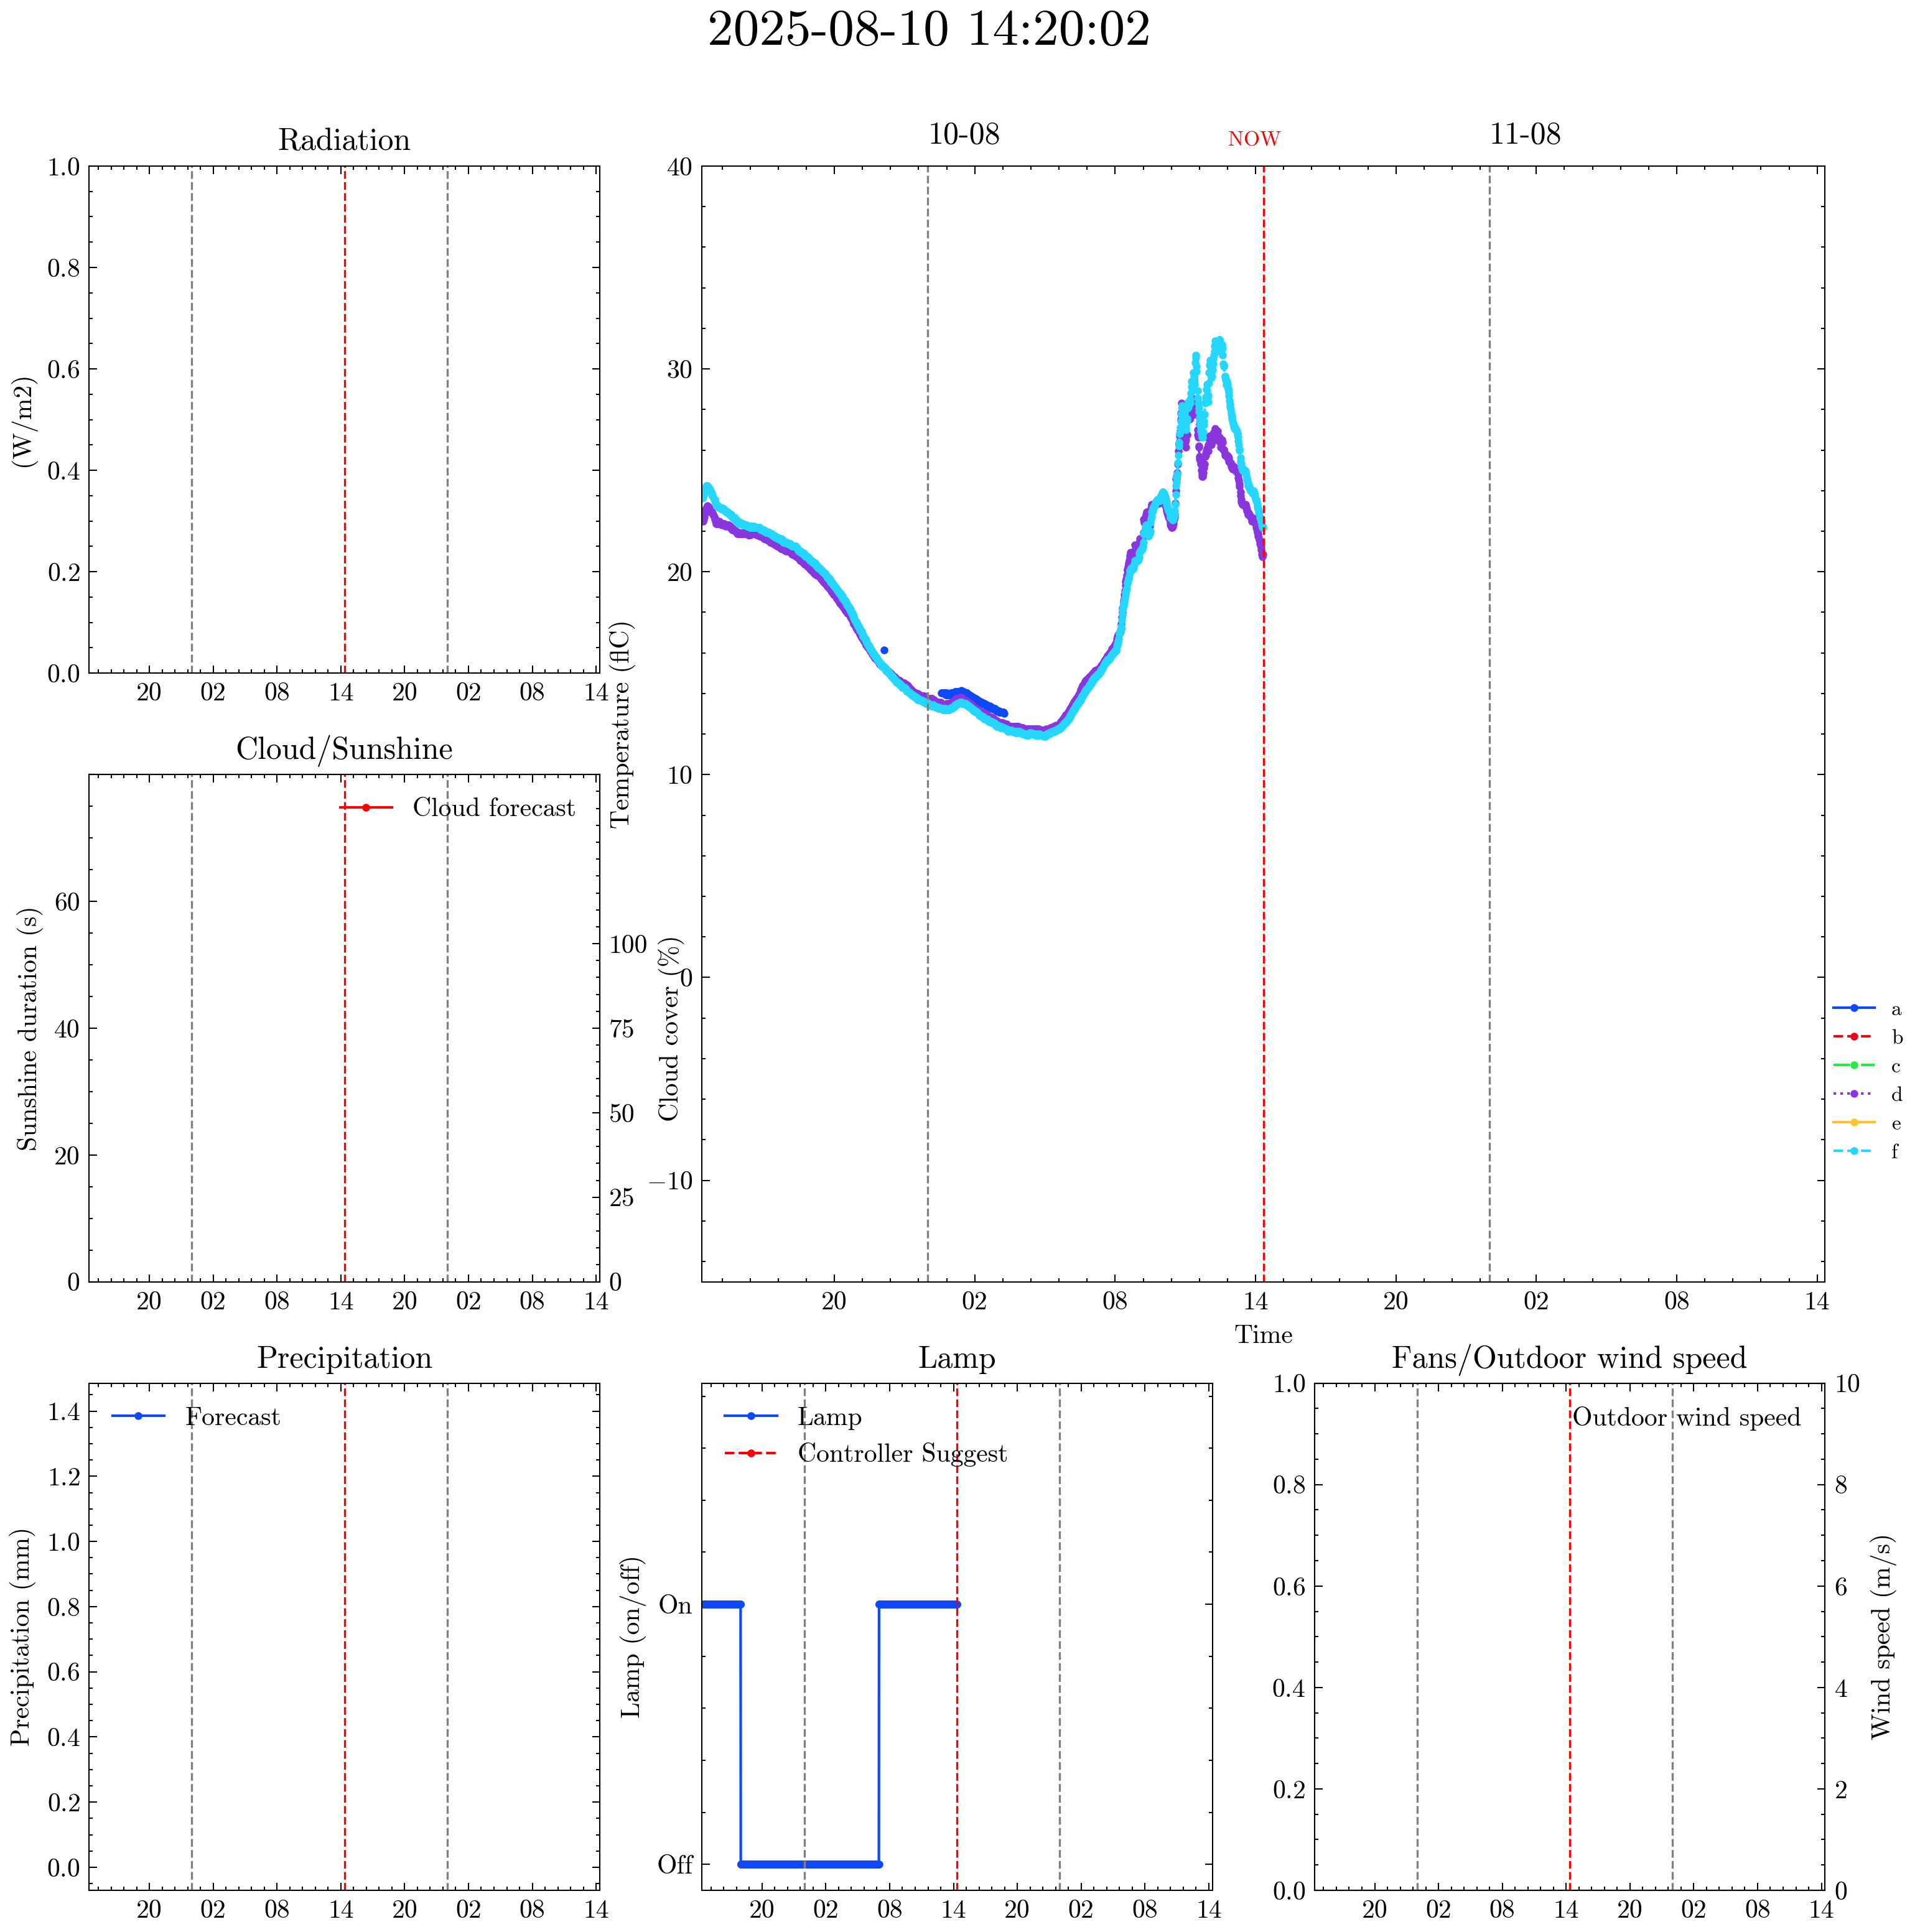 2025-08-10 14:20:02
Radiation
1.0
0.8
0.6
0.4
0.2
0.0
(W/m2)
20 02 08 14 20 02 08 14
10-08 NOW 11-08
40
30
20
10
0
−10
Temperature (flC)
20 02 08 14 20 02 08 14
Time
a
b
c
d
e
f
Cloud/Sunshine
Cloud forecast
60
40
20
0
Sunshine duration (s)
100
75
50
25
0
Cloud cover (%)
20 02 08 14 20 02 08 14
Precipitation
Forecast
1.4
1.2
1.0
0.8
0.6
0.4
0.2
0.0
Precipitation (mm)
20 02 08 14 20 02 08 14
Lamp
Lamp
Controller Suggest
On
Off
Lamp (on/off)
20 02 08 14 20 02 08 14
Fans/Outdoor wind speed
Outdoor wind speed
1.0
0.8
0.6
0.4
0.2
0.0
10
8
6
4
2
0
Wind speed (m/s)
20 02 08 14 20 02 08 14